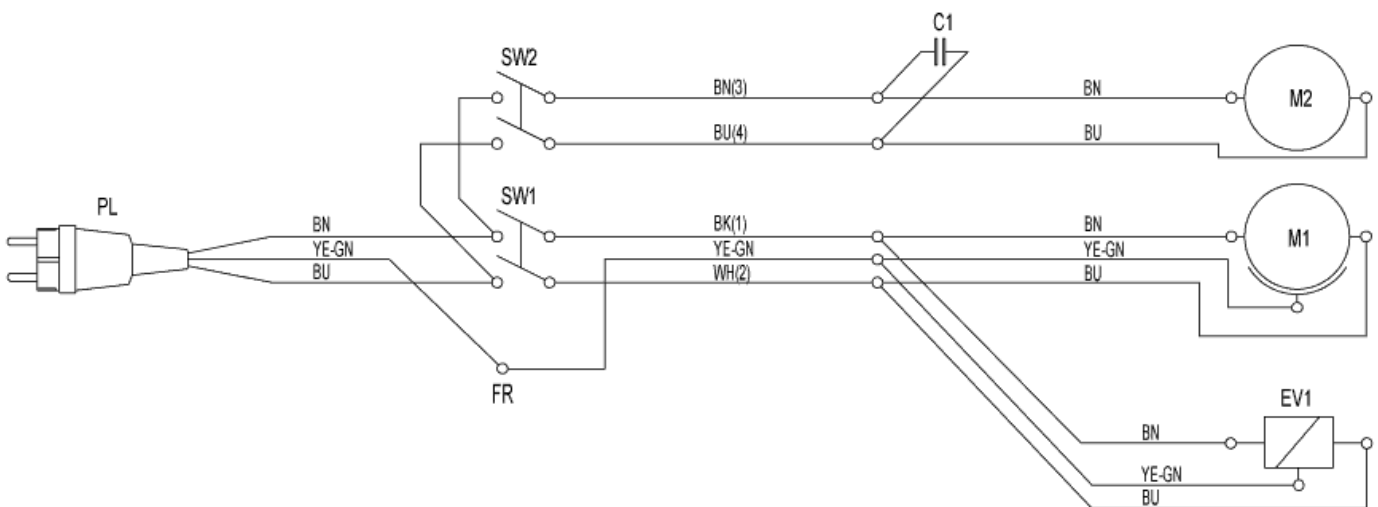 C1
SW2
BN(3)
BN
M2
BU(4)
BU
SW1
PL
BN
BK(1)
BN
M1
YE-GN
YE-GN
YE-GN
BU
WH(2)
BU
FR
EV1
BN
YE-GN
BU